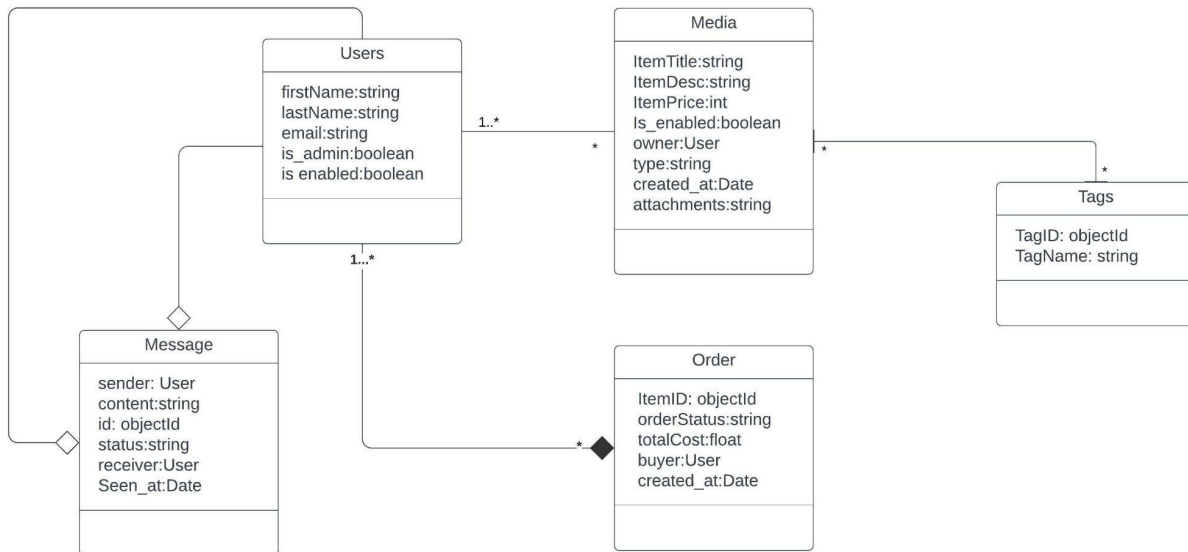 Users
firstName:string
lastName:string
email:string
is_admin:boolean
is enabled:boolean
1..*
*
Media
ItemTitle:string
ItemDesc:string
ItemPrice:int
Is_enabled:boolean
owner:User
type:string
created_at:Date
attachments:string
*
*
Tags
TagID: objectId
TagName: string
1...*
*
Message
sender: User
content:string
id: objectId
status:string
receiver:User
Seen_at:Date
Order
ItemID: objectId
orderStatus:string
totalCost:float
buyer:User
created_at:Date